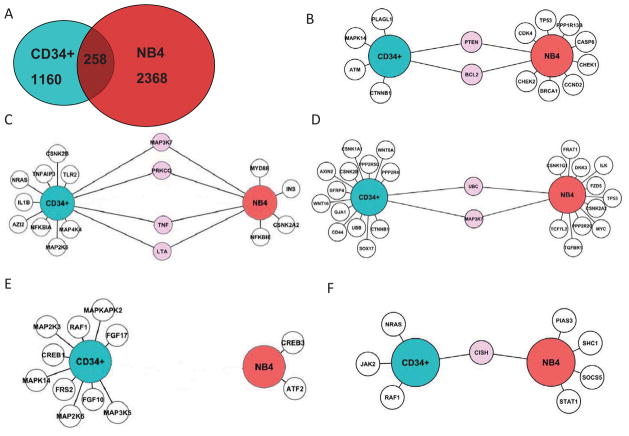 A
CD34+
1160
258
NB4
2368
B
PLAGL1
MAPK14
ATM
CTNNB1
CD34+
PTEN
BCL2
NB4
CDK4
TP53
PPP1R13B
CASP8
CHEK1
CCND2
BRCA1
CHEK2
C
CSNK2B
TNFAIP3
TLR2
NRAS
IL1B
AZI2
NFKBIA
MAP2K6
MAP4K4
CD34+
MAP3K7
PRKCQ
TNF
LTA
NB4
MYD88
INS
CSNK2A2
NFKBIE
D
CSNK1A1
WNT8A
AXIN2
CSNK2B
PPP2R5C
PPP2R4
SFRP4
WNT16
GJA1
CD44
UBB
CTNNB1
SOX17
CD34+
UBC
MAP3K7
NB4
FRAT1
CSNK1G1
DKK3
ILK
FZD5
TP53
CSNK2A2
MYC
PPP2R5D
TCF7L2
TGFBR1
E
MAPKAPK2
MAP2K3
RAF1
FGF17
CREB1
CD34+
MAPK14
FRS2
FGF10
MAP2K6
MAP3K5
NB4
CREB3
ATF2
F
NRAS
JAK2
RAF1
CD34+
CISH
NB4
PIAS3
SHC1
SOCS5
STAT1